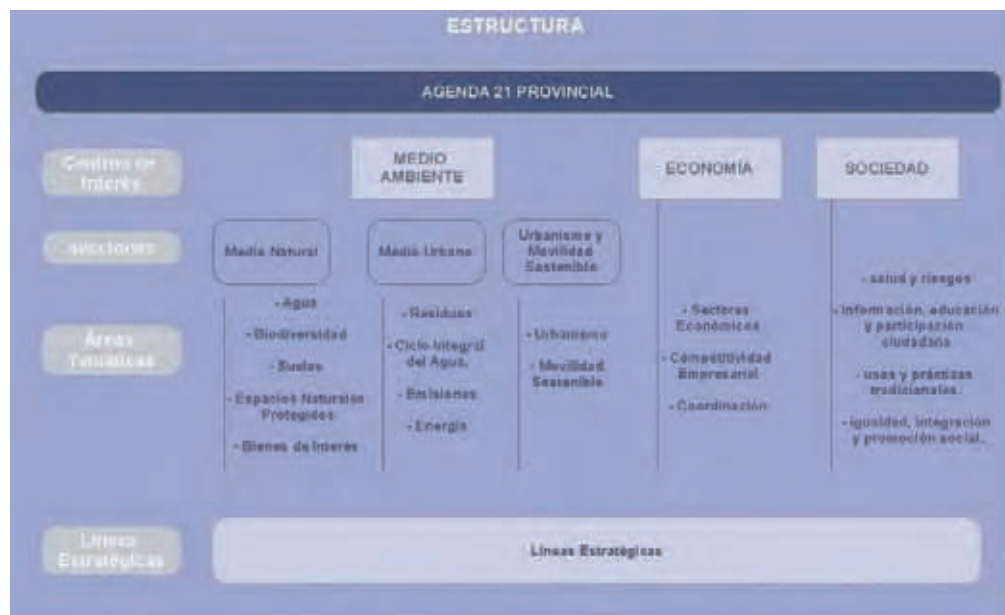 ESTRUCTURA
AGENDA 21 PROVINCIAL
Centros de
Interés
MEDIO
AMBIENTE
ECONOMÍA
SOCIEDAD
secciones
Medio Natural
Medio Urbano
Urbanismo y
Movilidad
Sostenible
Áreas
Temáticas
- Agua
- Biodiversidad
- Suelos
- Espacios Naturales
Protegidos
- Bienes de Interés
- Residuos
- Ciclo Integral
del Agua.
- Emisiones
- Energía
- Urbanismo
- Movilidad
Sostenible
- Sectores
Económicos
- Competitividad
Empresarial
- Coordinación
- salud y riesgos
- información, educación
y participación
ciudadana
- usos y prácticas
tradicionales.
- igualdad, integración
y promoción social.
Líneas
Estratégicas
Líneas Estratégicas